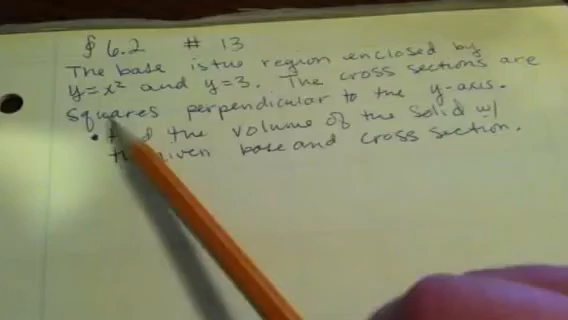 § 6.2 # 13
The base is the region enclosed by
y=x² and y=3. The cross sections are
squares perpendicular to the y-axis.
• the volume of the solid w/
given base and cross section.